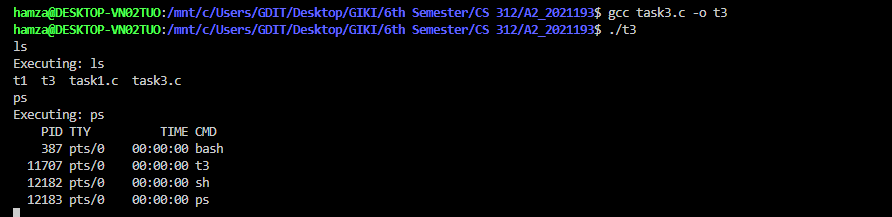 hamza@DESKTOP-VN02TUO:/mnt/c/Users/GDIT/Desktop/GIKI/6th Semester/CS 312/A2_2021193$ gcc task3.c -o t3
hamza@DESKTOP-VN02TUO:/mnt/c/Users/GDIT/Desktop/GIKI/6th Semester/CS 312/A2_2021193$ ./t3
ls
Executing: ls
t1  t3  task1.c  task3.c
ps
Executing: ps
    PID TTY          TIME CMD
    387 pts/0    00:00:00 bash
  11707 pts/0    00:00:00 t3
  12182 pts/0    00:00:00 sh
  12183 pts/0    00:00:00 ps